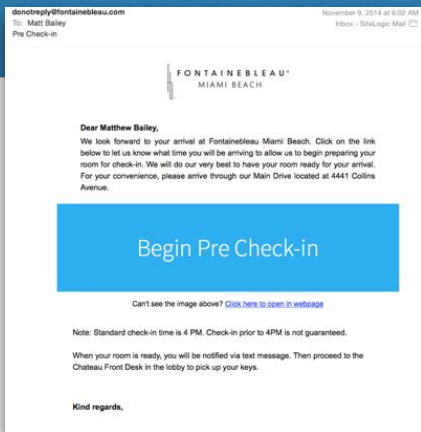 donotreply@fontainebleau.com
November 9, 2014 at 6:02 AM
To: Matt Bailey
Inbox - SiteLogic Mail
Pre Check-in
FONTAINEBLEAU®
MIAMI BEACH
Dear Matthew Bailey,
We look forward to your arrival at Fontainebleau Miami Beach. Click on the link
below to let us know what time you will be arriving to allow us to begin preparing your
room for check-in. We will do our very best to have your room ready for your arrival.
For your convenience, please arrive through our Main Drive located at 4441 Collins
Avenue.
Begin Pre Check-in
Can't see the image above? Click here to open in webpage
Note: Standard check-in time is 4 PM. Check-in prior to 4PM is not guaranteed.
When your room is ready, you will be notified via text message. Then proceed to the
Chateau Front Desk in the lobby to pick up your keys.
Kind regards,